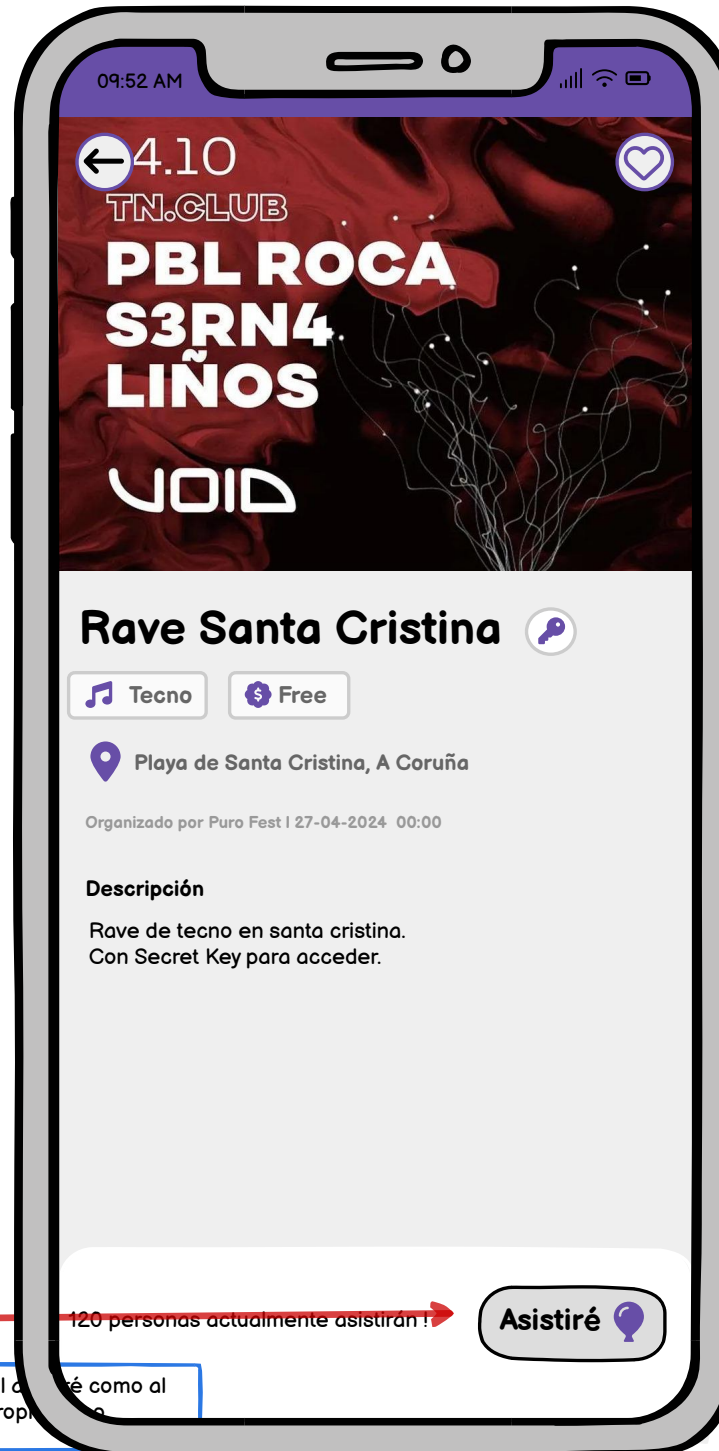 09:52 AM
4.10
TN.CLUB
PBL ROCA
S3RN4
LIÑOS
VOID
Rave Santa Cristina
Tecno
$ Free
Playa de Santa Cristina, A Coruña
Organizado por Puro Fest | 27-04-2024 00:00
Descripción
Rave de tecno en santa cristina.
Con Secret Key para acceder.
120 personas actualmente asistirán !
Asistiré
como al